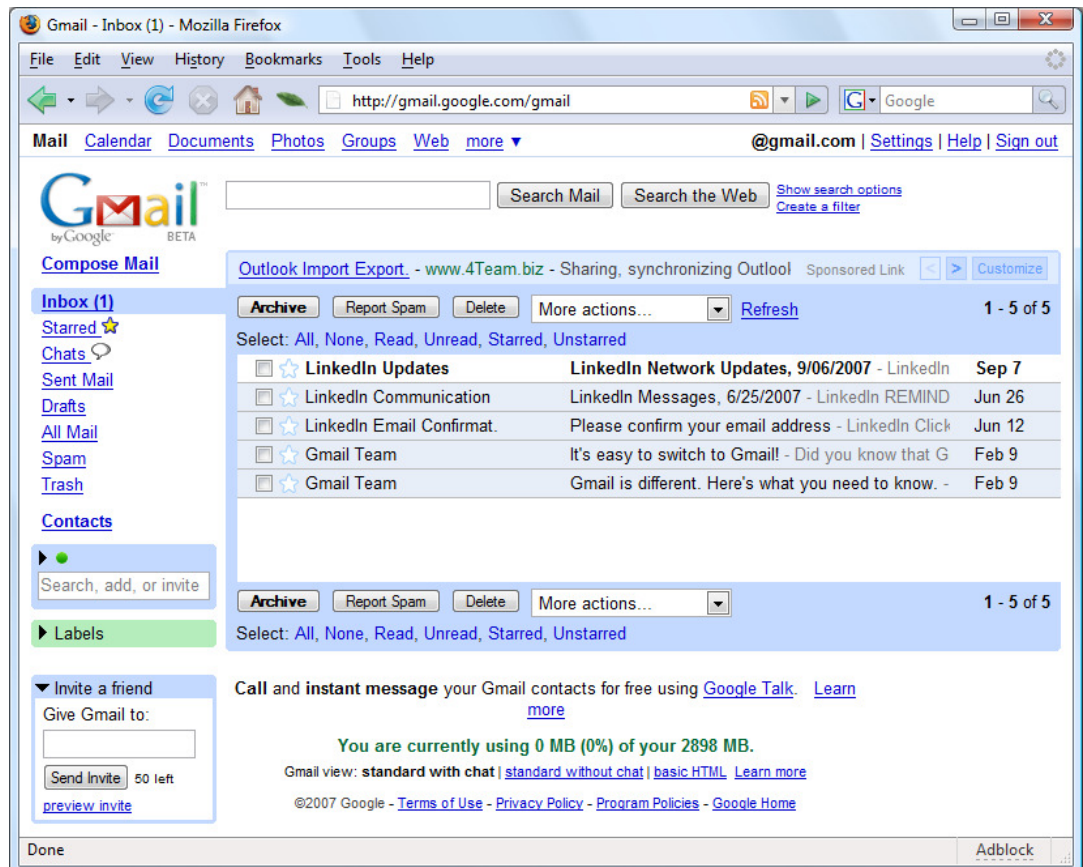 Gmail - Inbox (1) - Mozilla Firefox
File Edit View History Bookmarks Tools Help
http://gmail.google.com/gmail G Google
Mail Calendar Documents Photos Groups Web more ▼ @gmail.com | Settings | Help | Sign out
Gmail™
by Google BETA
Search Mail Search the Web Show search options
Create a filter
Compose Mail
Outlook Import Export. - www.4Team.biz - Sharing, synchronizing Outlool Sponsored Link < > Customize
Inbox (1)
Starred
Chats
Sent Mail
Drafts
All Mail
Spam
Trash
Contacts
Search, add, or invite
Labels
Invite a friend
Give Gmail to:
Send Invite 50 left
preview invite
Archive Report Spam Delete More actions... Refresh 1 - 5 of 5
Select: All, None, Read, Unread, Starred, Unstarred
LinkedIn Updates LinkedIn Network Updates, 9/06/2007 - LinkedIn Sep 7
LinkedIn Communication LinkedIn Messages, 6/25/2007 - LinkedIn REMIND Jun 26
LinkedIn Email Confirmat. Please confirm your email address - LinkedIn Click Jun 12
Gmail Team It's easy to switch to Gmail! - Did you know that G Feb 9
Gmail Team Gmail is different. Here's what you need to know. - Feb 9
Archive Report Spam Delete More actions... 1 - 5 of 5
Select: All, None, Read, Unread, Starred, Unstarred
Call and instant message your Gmail contacts for free using Google Talk. Learn
more
You are currently using 0 MB (0%) of your 2898 MB.
Gmail view: standard with chat | standard without chat | basic HTML Learn more
©2007 Google - Terms of Use - Privacy Policy - Program Policies - Google Home
Done Adblock